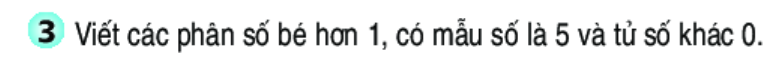 3 Viết các phân số bé hơn 1, có mẫu số là 5 và tử số khác 0.